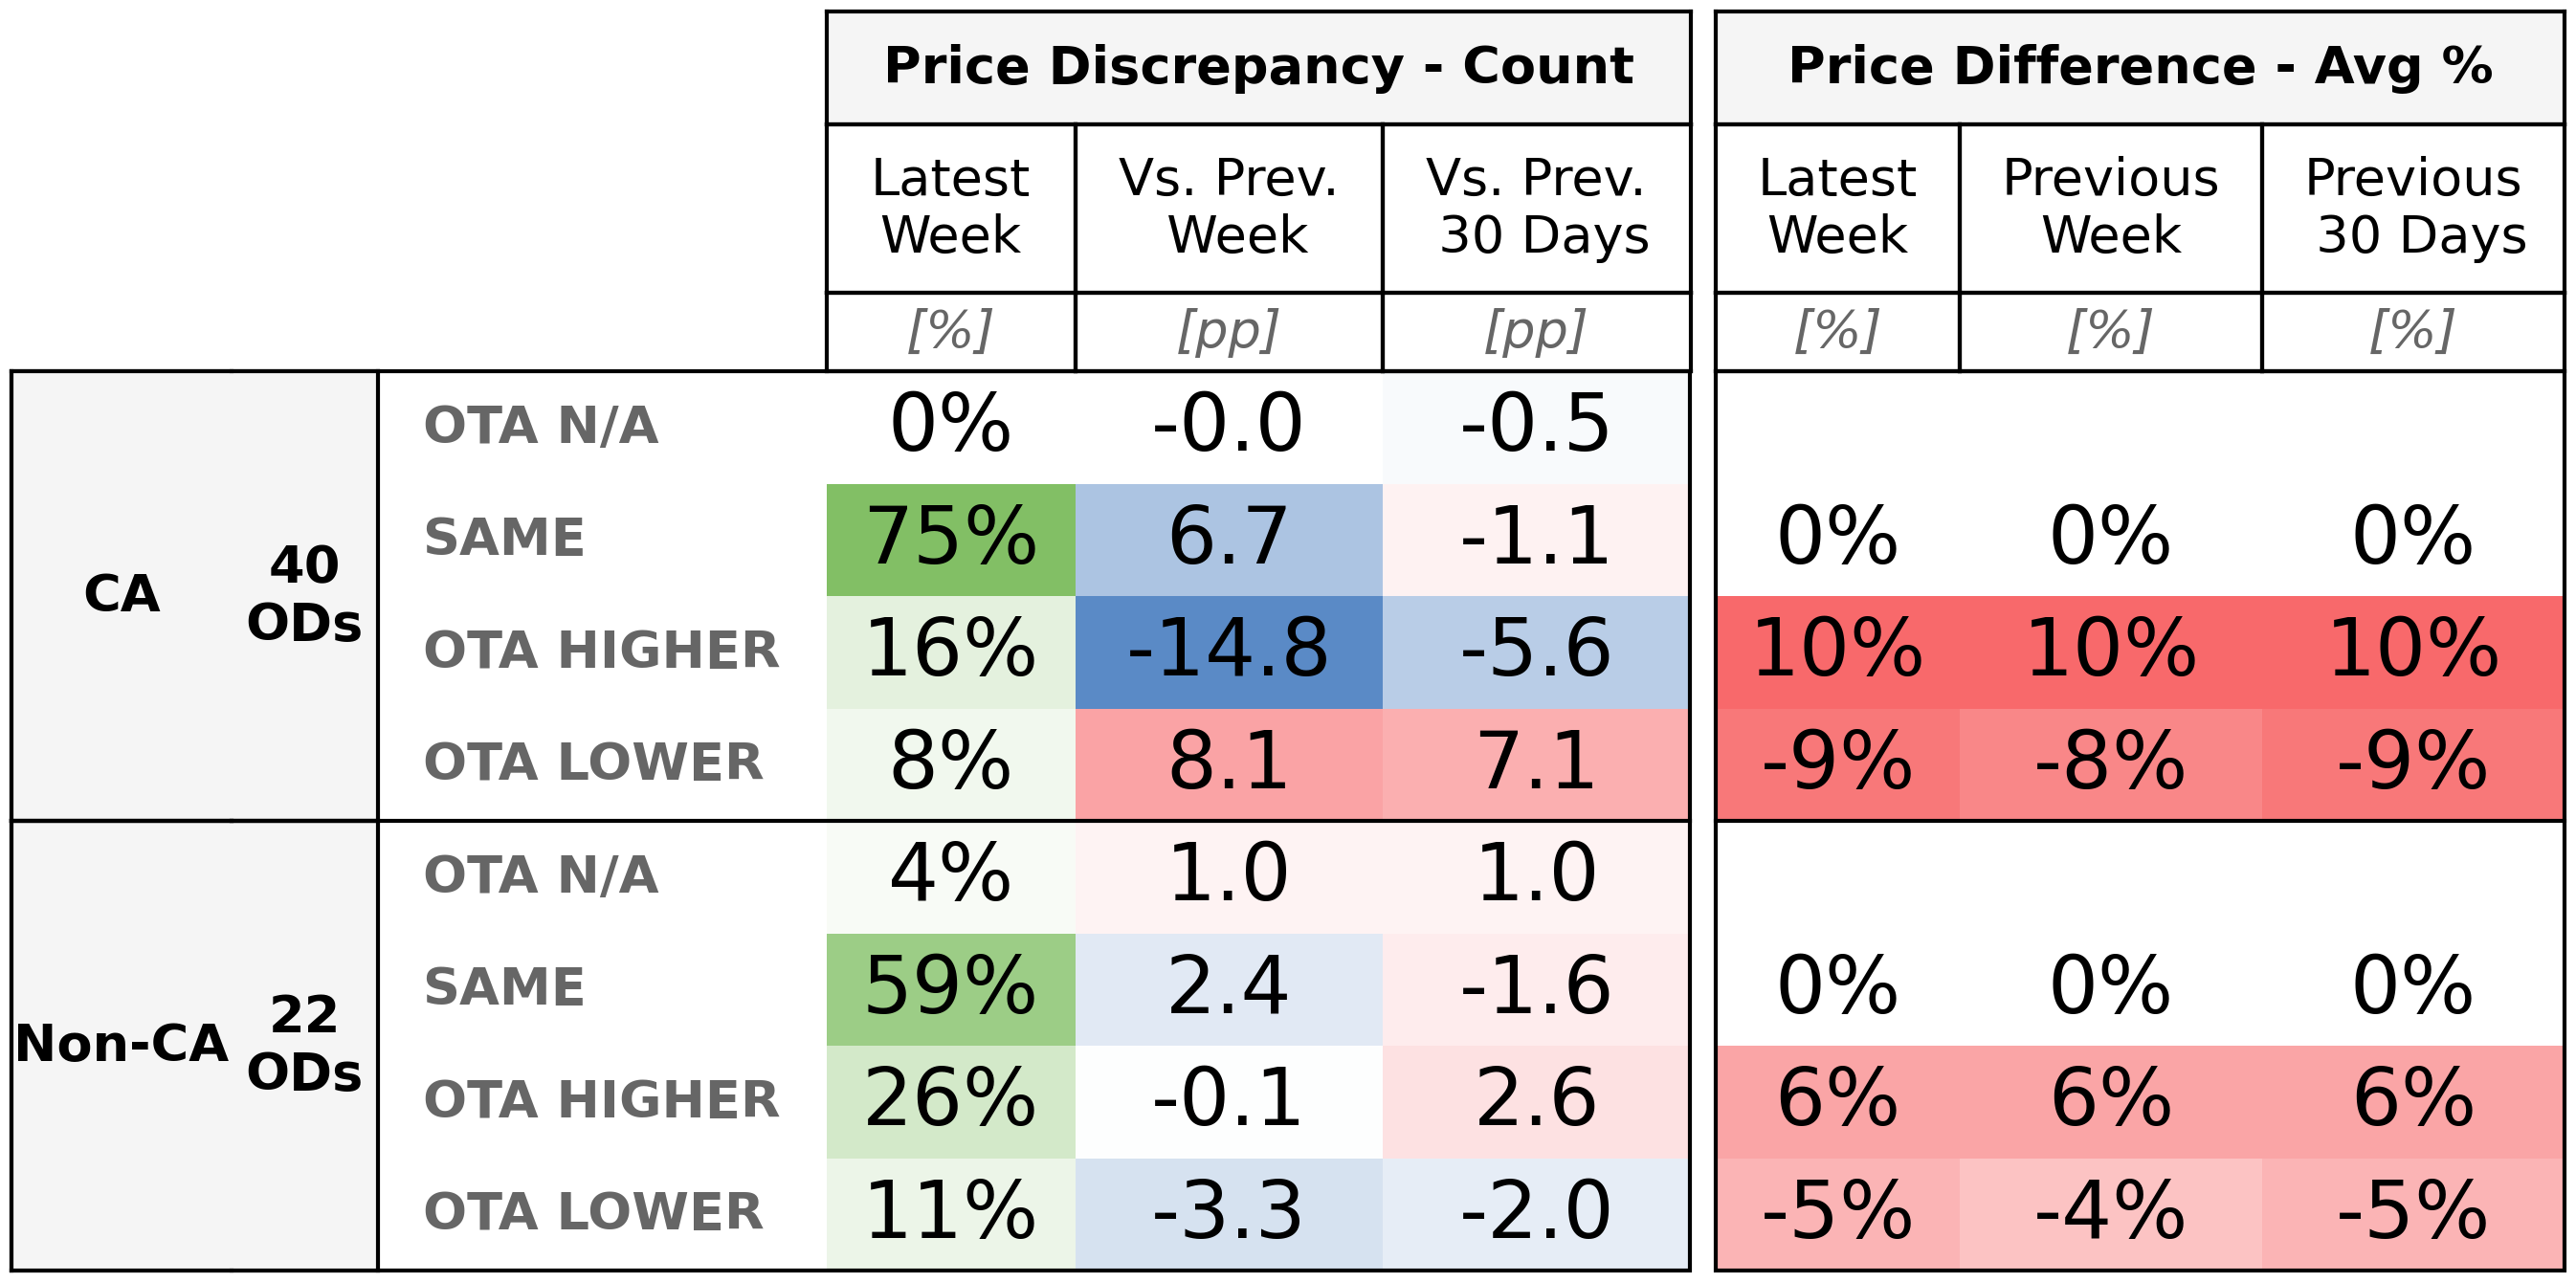 Price Discrepancy - Count Price Difference - Avg %
Latest Week Vs. Prev. Week Vs. Prev. 30 Days Latest Week Previous Week Previous 30 Days
[%] [pp] [pp] [%] [%] [%]
CA 40 ODs
OTA N/A 0% -0.0 -0.5
SAME 75% 6.7 -1.1 0% 0% 0%
OTA HIGHER 16% -14.8 -5.6 10% 10% 10%
OTA LOWER 8% 8.1 7.1 -9% -8% -9%
Non-CA 22 ODs
OTA N/A 4% 1.0 1.0
SAME 59% 2.4 -1.6 0% 0% 0%
OTA HIGHER 26% -0.1 2.6 6% 6% 6%
OTA LOWER 11% -3.3 -2.0 -5% -4% -5%